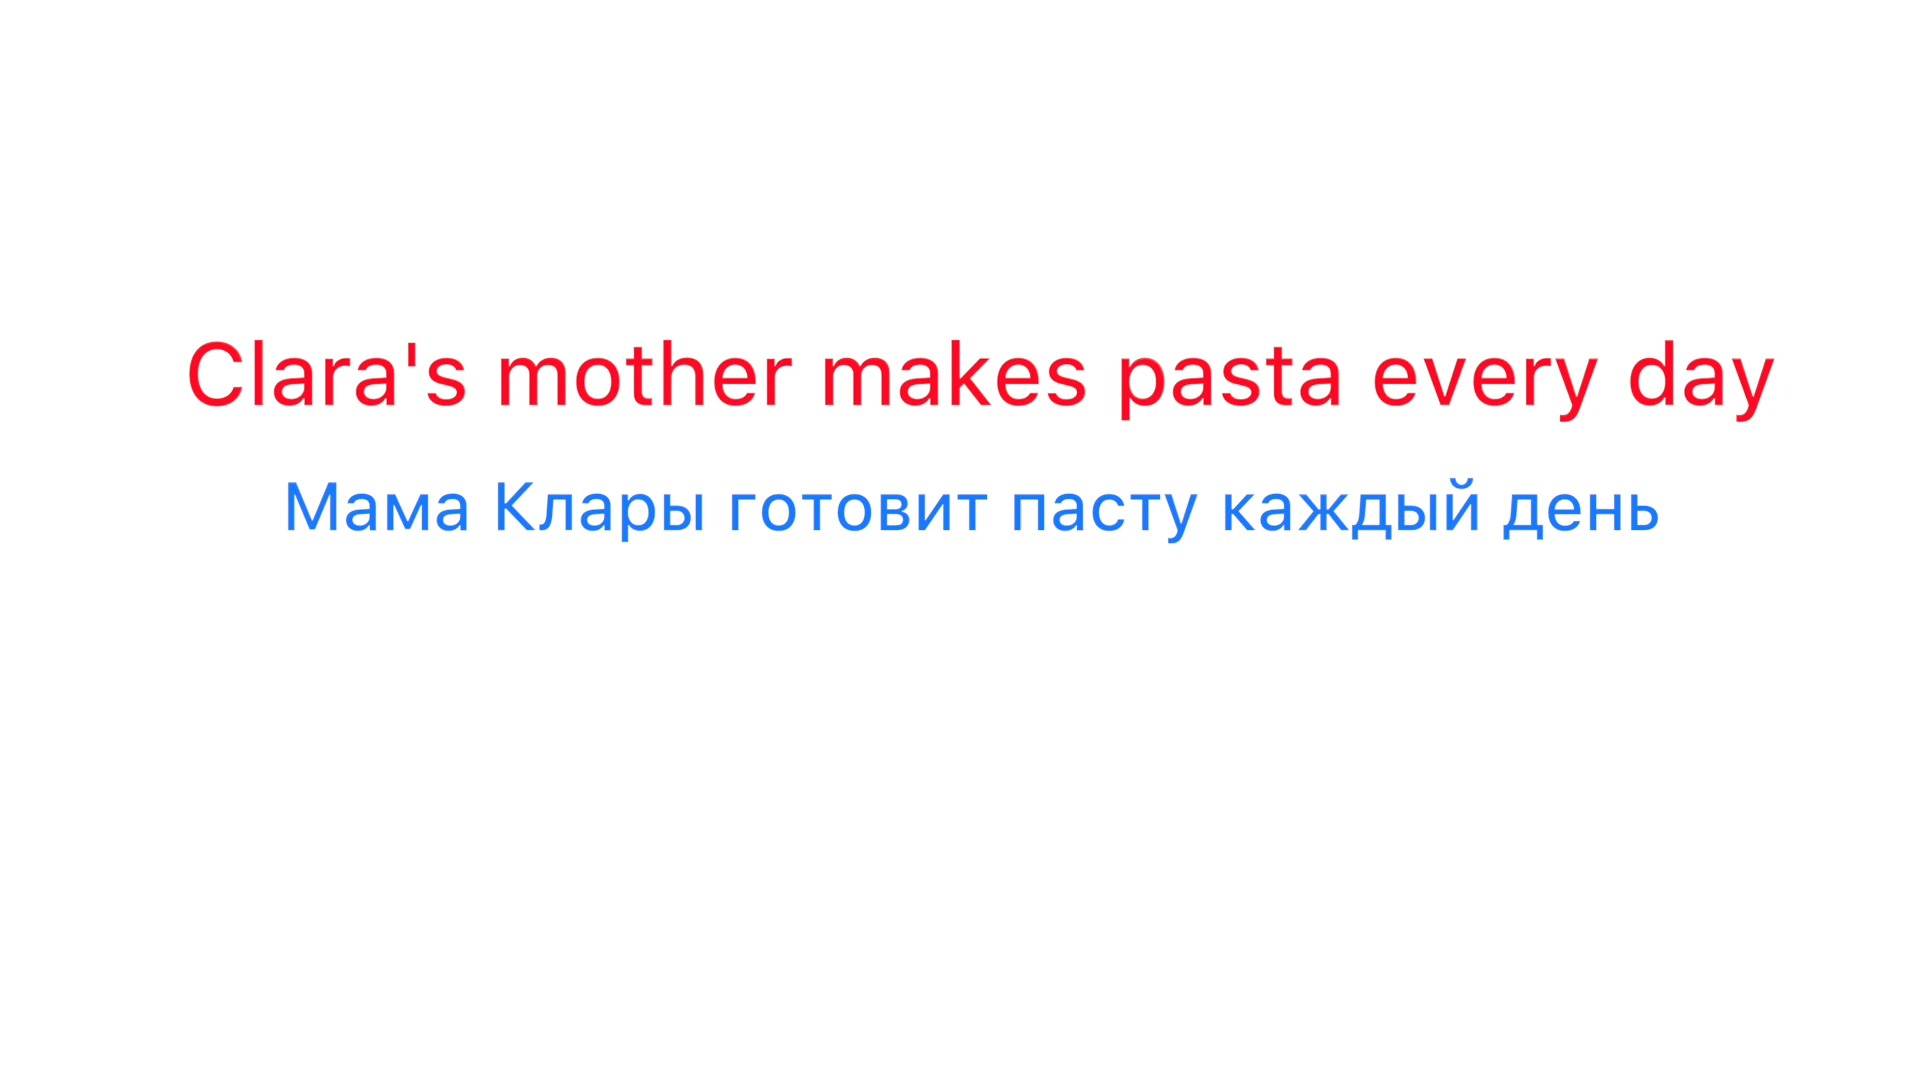 Clara's mother makes pasta every day
Мама Клары готовит пасту каждый день